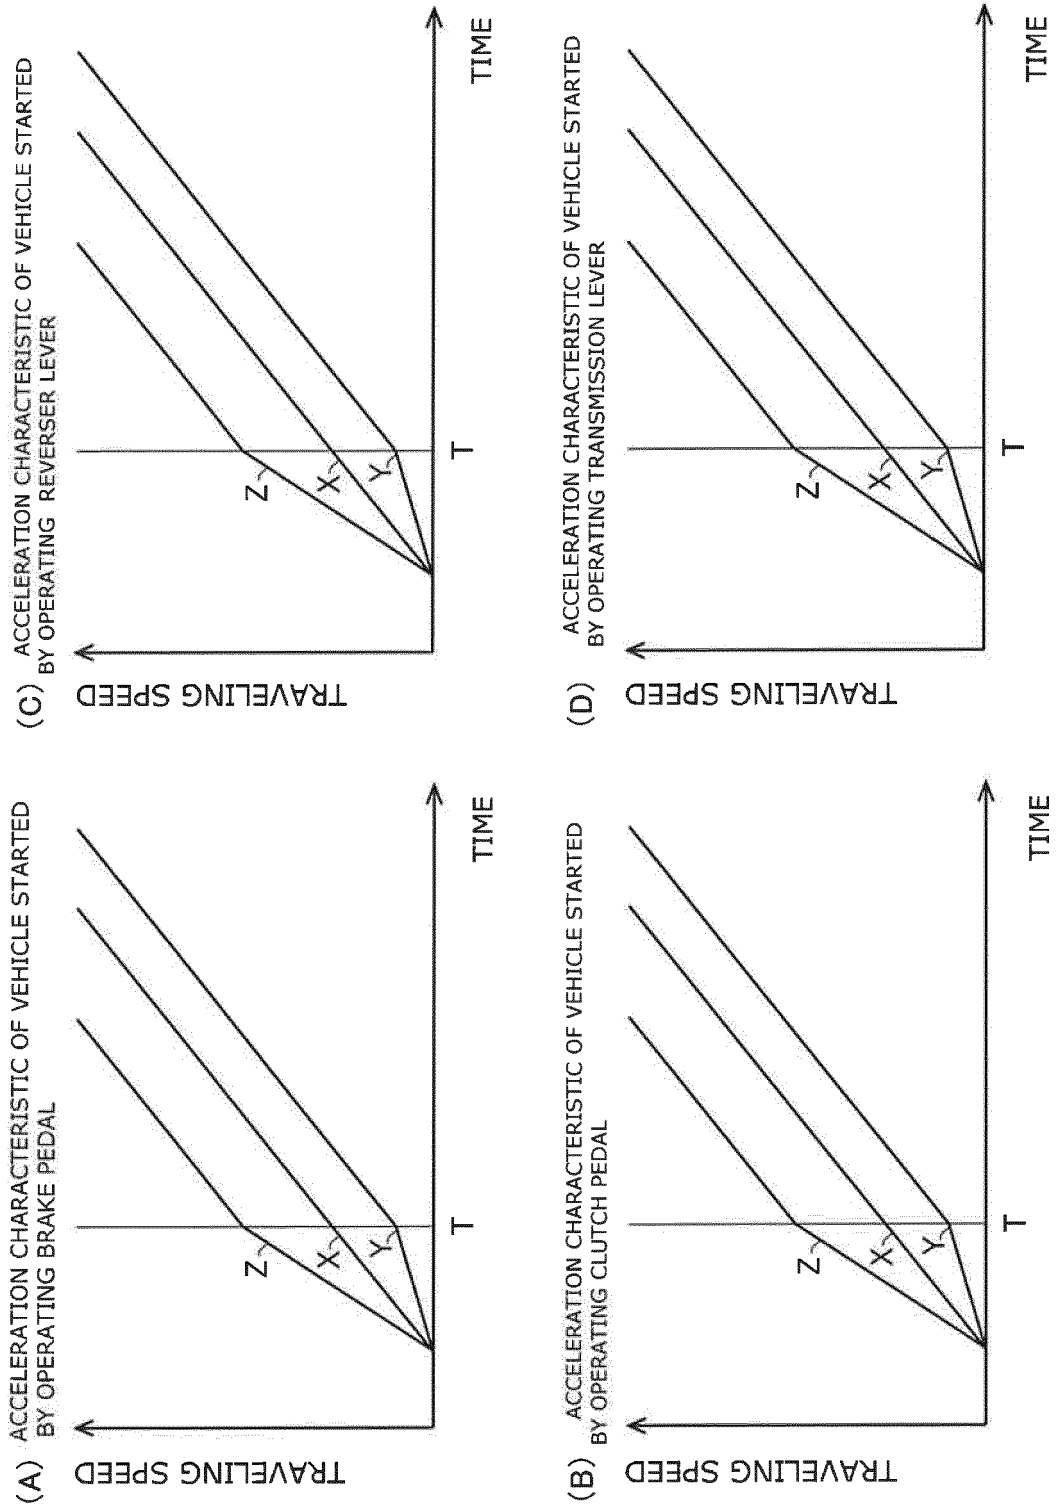 (A) ACCELERATION CHARACTERISTIC OF VEHICLE STARTED
BY OPERATING BRAKE PEDAL
TRAVELING SPEED
Z
X
Y
T
TIME
(B) ACCELERATION CHARACTERISTIC OF VEHICLE STARTED
BY OPERATING CLUTCH PEDAL
TRAVELING SPEED
Z
X
Y
T
TIME
(C) ACCELERATION CHARACTERISTIC OF VEHICLE STARTED
BY OPERATING REVERSER LEVER
TRAVELING SPEED
Z
X
Y
T
TIME
(D) ACCELERATION CHARACTERISTIC OF VEHICLE STARTED
BY OPERATING TRANSMISSION LEVER
TRAVELING SPEED
Z
X
Y
T
TIME